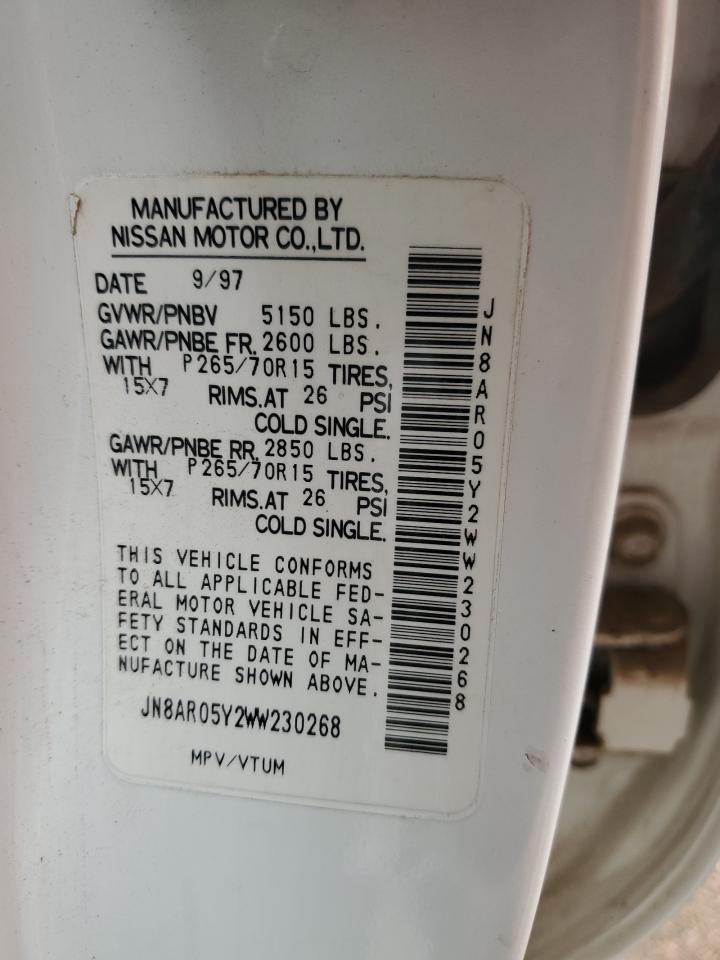 MANUFACTURED BY
NISSAN MOTOR CO.,LTD.
DATE 9/97
GVWR/PNBV 5150 LBS.
GAWR/PNBE FR. 2600 LBS.
WITH P265/70R15 TIRES,
15X7 RIMS.AT 26 PSI
COLD SINGLE.
GAWR/PNBE RR. 2850 LBS.
WITH P265/70R15 TIRES,
15X7 RIMS.AT 26 PSI
COLD SINGLE.
THIS VEHICLE CONFORMS
TO ALL APPLICABLE FED-
ERAL MOTOR VEHICLE SA-
FETY STANDARDS IN EFF-
ECT ON THE DATE OF MA-
NUFACTURE SHOWN ABOVE.
JN8AR05Y2WW230268
MPV/VTUM
JN8AR05Y2WW230268